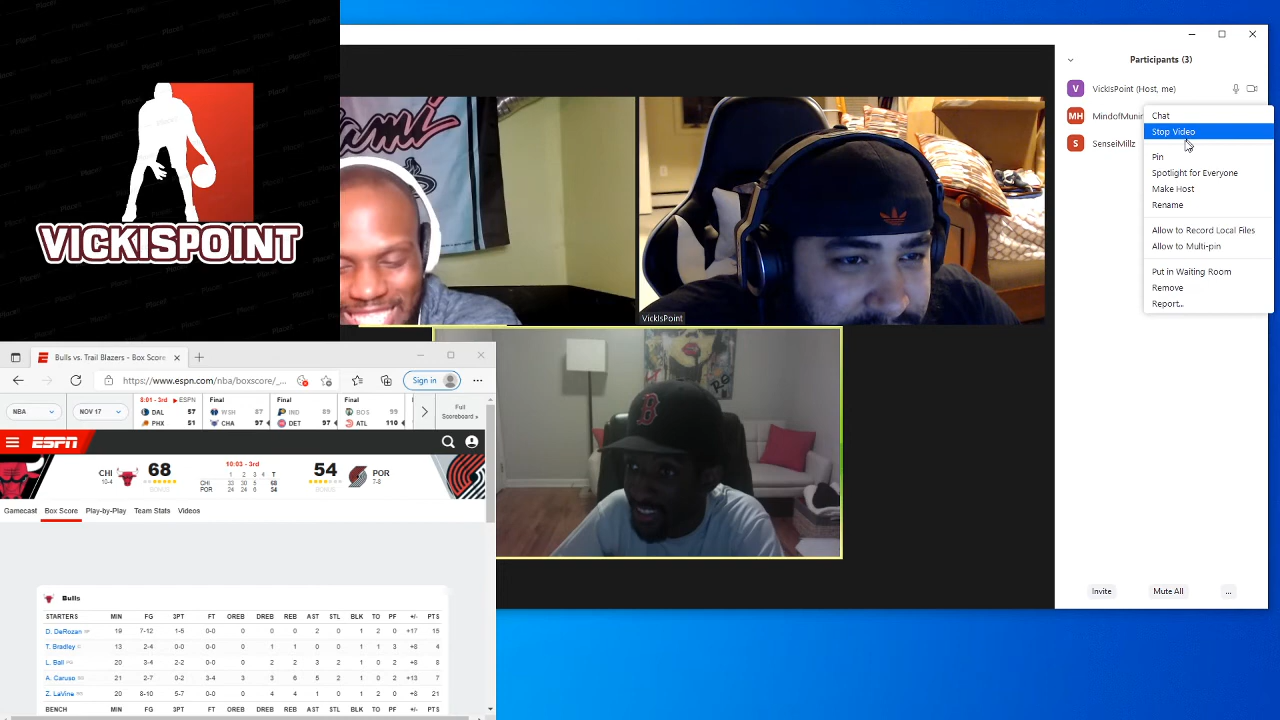 VICKISPOINT
Miami
VickIsPoint
Participants (3)
VickIsPoint (Host, me)
MH MindofMunir
S SenseiMillz
V
Chat
Stop Video
Pin
Spotlight for Everyone
Make Host
Rename
Allow to Record Local Files
Allow to Multi-pin
Put in Waiting Room
Remove
Report...
Invite Mute All ...
Bulls vs. Trail Blazers - Box Score
https://www.espn.com/nba/boxscore/_... Sign in
NBA NOV 17
5:01 - 3rd ESPN Final Final Final
DAL 57 WSH 87 IND 89 BOS 99
PHX 51 CHA 97 DET 97 ATL 110
Full
Scoreboard »
ESPN
CHI 68 10:03 - 3rd 54 POR
10-4 7-8
1 2 3 4 T
CHI 33 30 5 68
POR 24 24 6 54
BONUS BONUS
Gamecast Box Score Play-by-Play Team Stats Videos
Bulls
STARTERS MIN FG 3PT FT OREB DREB REB AST STL BLK TO PF +/- PTS
D. DeRozan 19 7-12 1-5 0-0 0 0 0 2 0 1 2 0 +17 15
T. Bradley 13 2-4 0-0 0-0 0 1 1 0 0 1 1 3 +8 4
L. Ball 20 3-4 2-2 0-0 0 2 2 3 2 1 0 2 +8 8
A. Caruso 21 2-7 0-2 3-4 3 3 6 5 2 1 0 2 +13 7
Z. LaVine 20 8-10 5-7 0-0 0 4 4 1 1 2 0 +8 21
BENCH MIN FG 3PT FT OREB DREB REB AST STL BLK TO PF +/- PTS